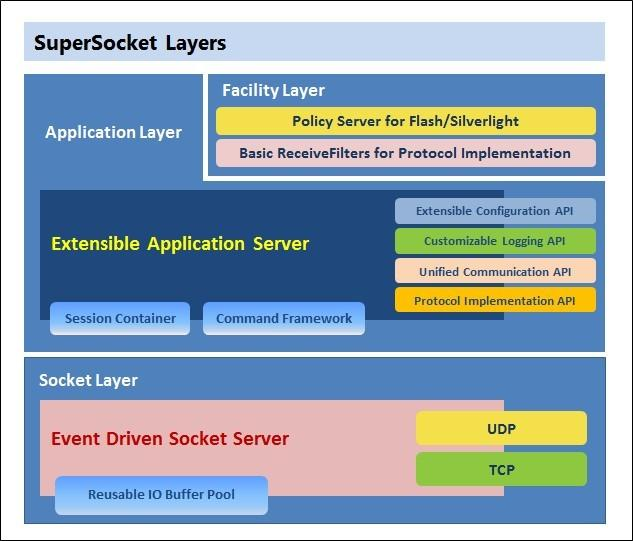 SuperSocket Layers
Application Layer
Facility Layer
Policy Server for Flash/Silverlight
Basic ReceiveFilters for Protocol Implementation
Extensible Application Server
Extensible Configuration API
Customizable Logging API
Unified Communication API
Protocol Implementation API
Session Container
Command Framework
Socket Layer
Event Driven Socket Server
UDP
TCP
Reusable IO Buffer Pool